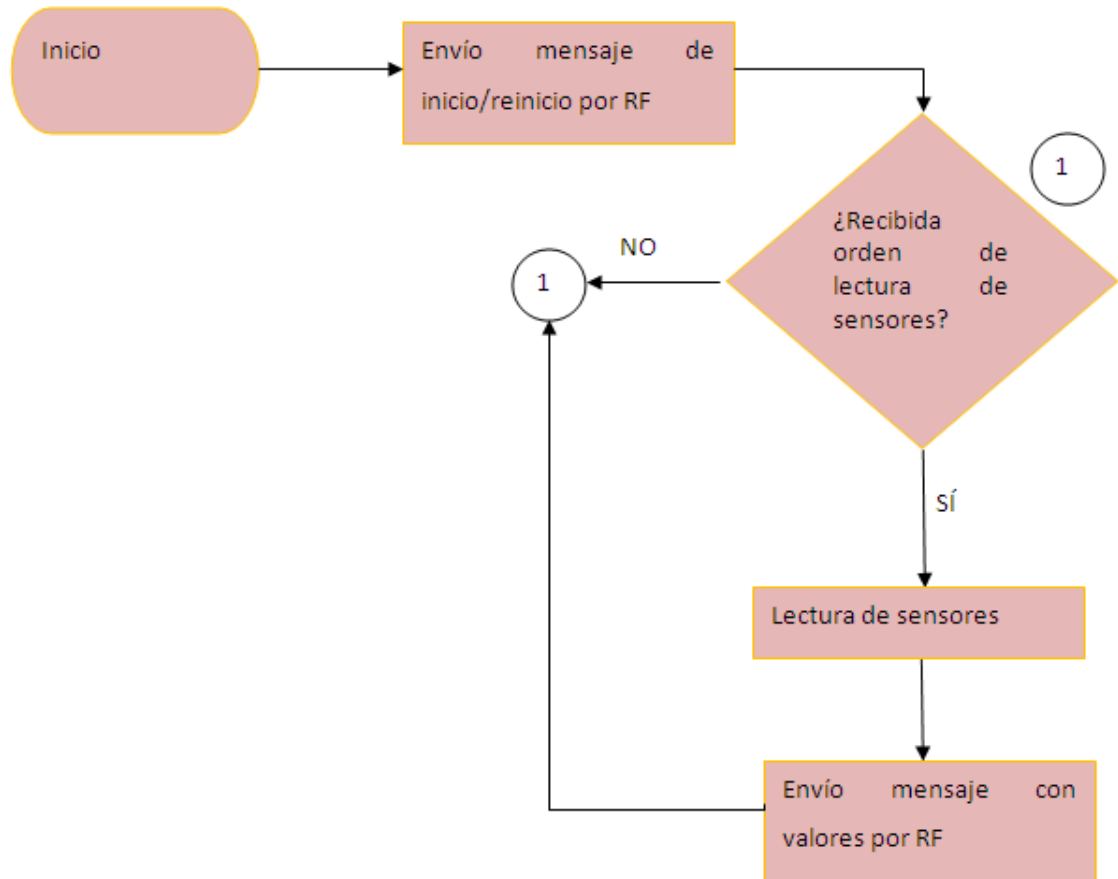 Inicio
Envío mensaje de
inicio/reinicio por RF
1
¿Recibida
orden de
lectura de
sensores?
NO
1
SÍ
Lectura de sensores
Envío mensaje con
valores por RF